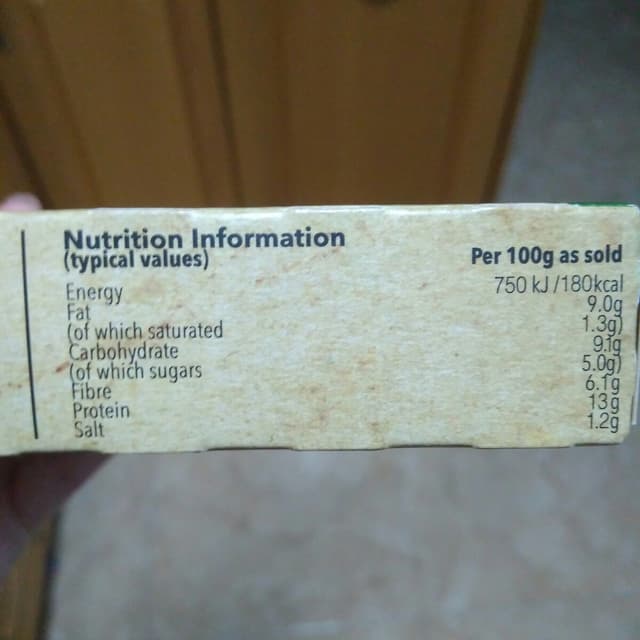 Nutrition Information
(typical values) Per 100g as sold
Energy 750 kJ /180kcal
Fat 9.0g
(of which saturated 1.3g)
Carbohydrate 9.1g
(of which sugars 5.0g)
Fibre 6.1g
Protein 13g
Salt 1.2g